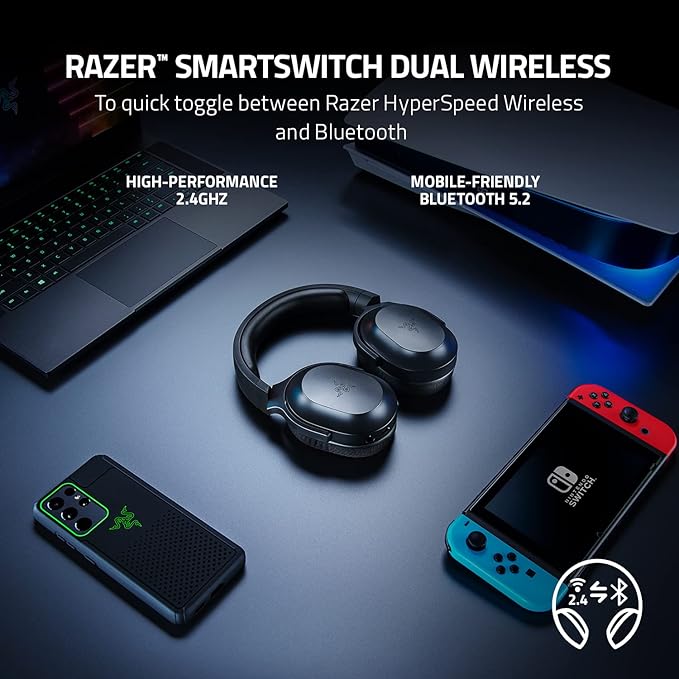 RAZER™ SMARTSWITCH DUAL WIRELESS
To quick toggle between Razer HyperSpeed Wireless
and Bluetooth
HIGH-PERFORMANCE
2.4GHZ
MOBILE-FRIENDLY
BLUETOOTH 5.2
NINTENDO
SWITCH.
2.4